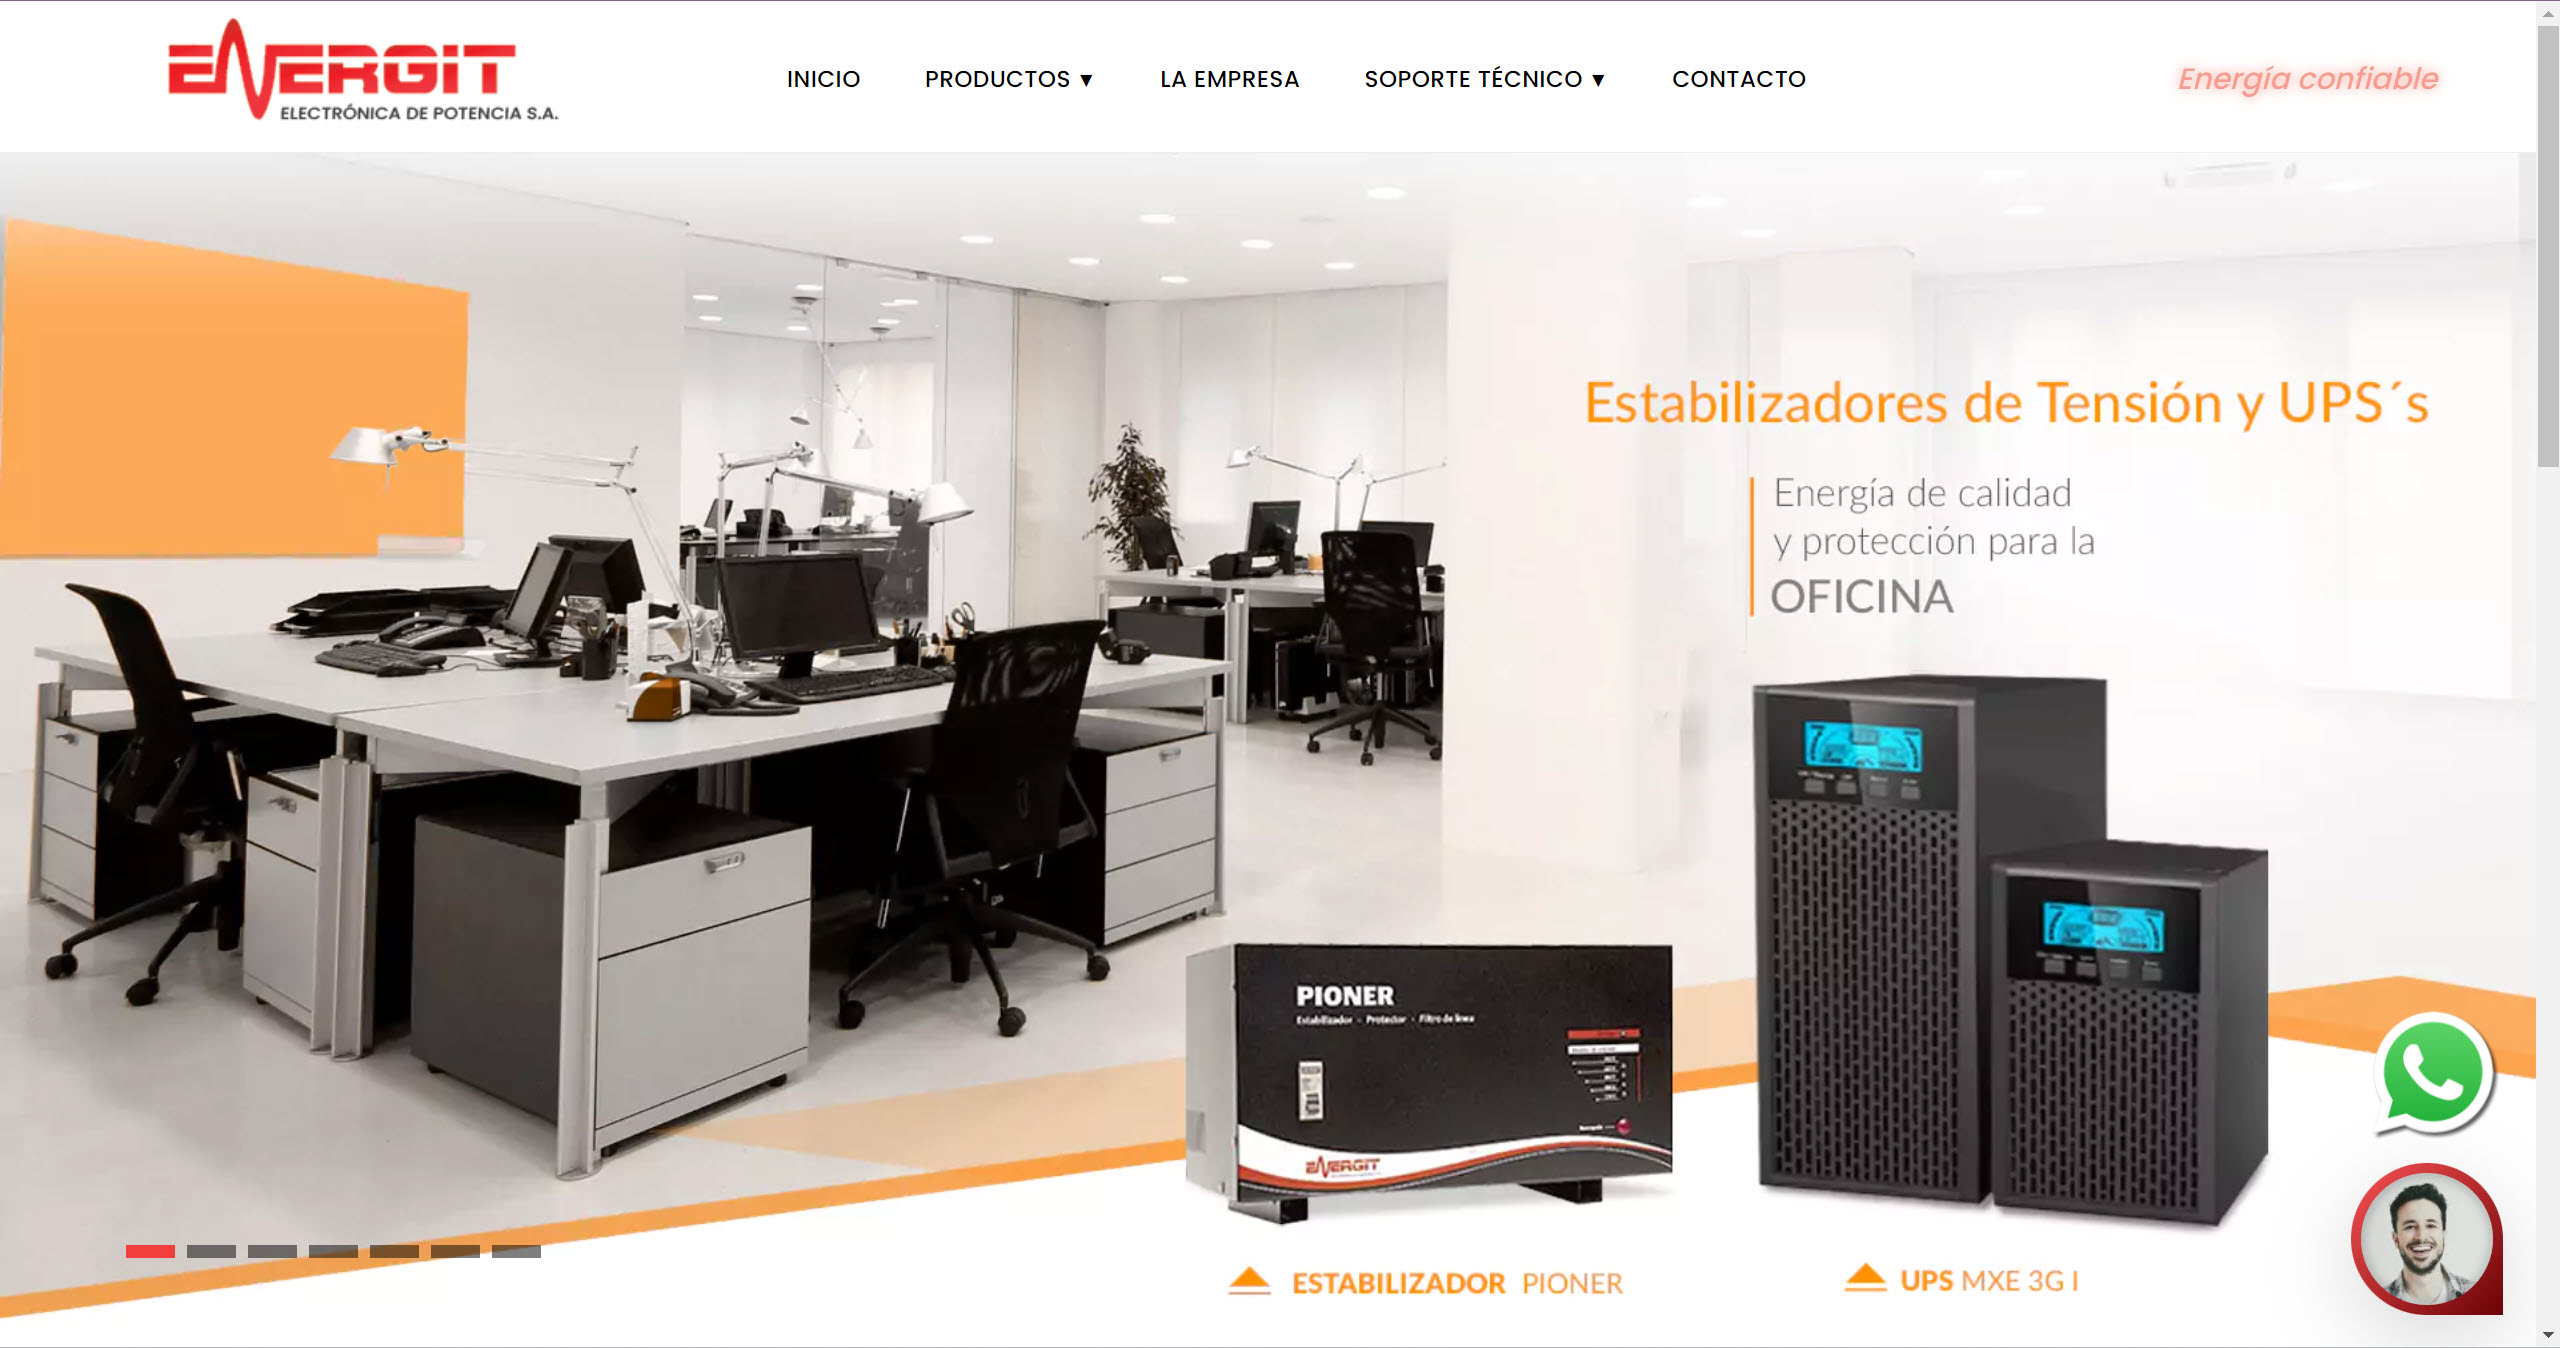 ENERGIT
ELECTRÓNICA DE POTENCIA S.A.
INICIO
PRODUCTOS ▼
LA EMPRESA
SOPORTE TÉCNICO ▼
CONTACTO
Energía confiable
Estabilizadores de Tensión y UPS´s
Energía de calidad
y protección para la
OFICINA
PIONER
Estabilizador - Protector - Filtro de línea
ENERGIT
ESTABILIZADOR PIONER
UPS MXE 3G I